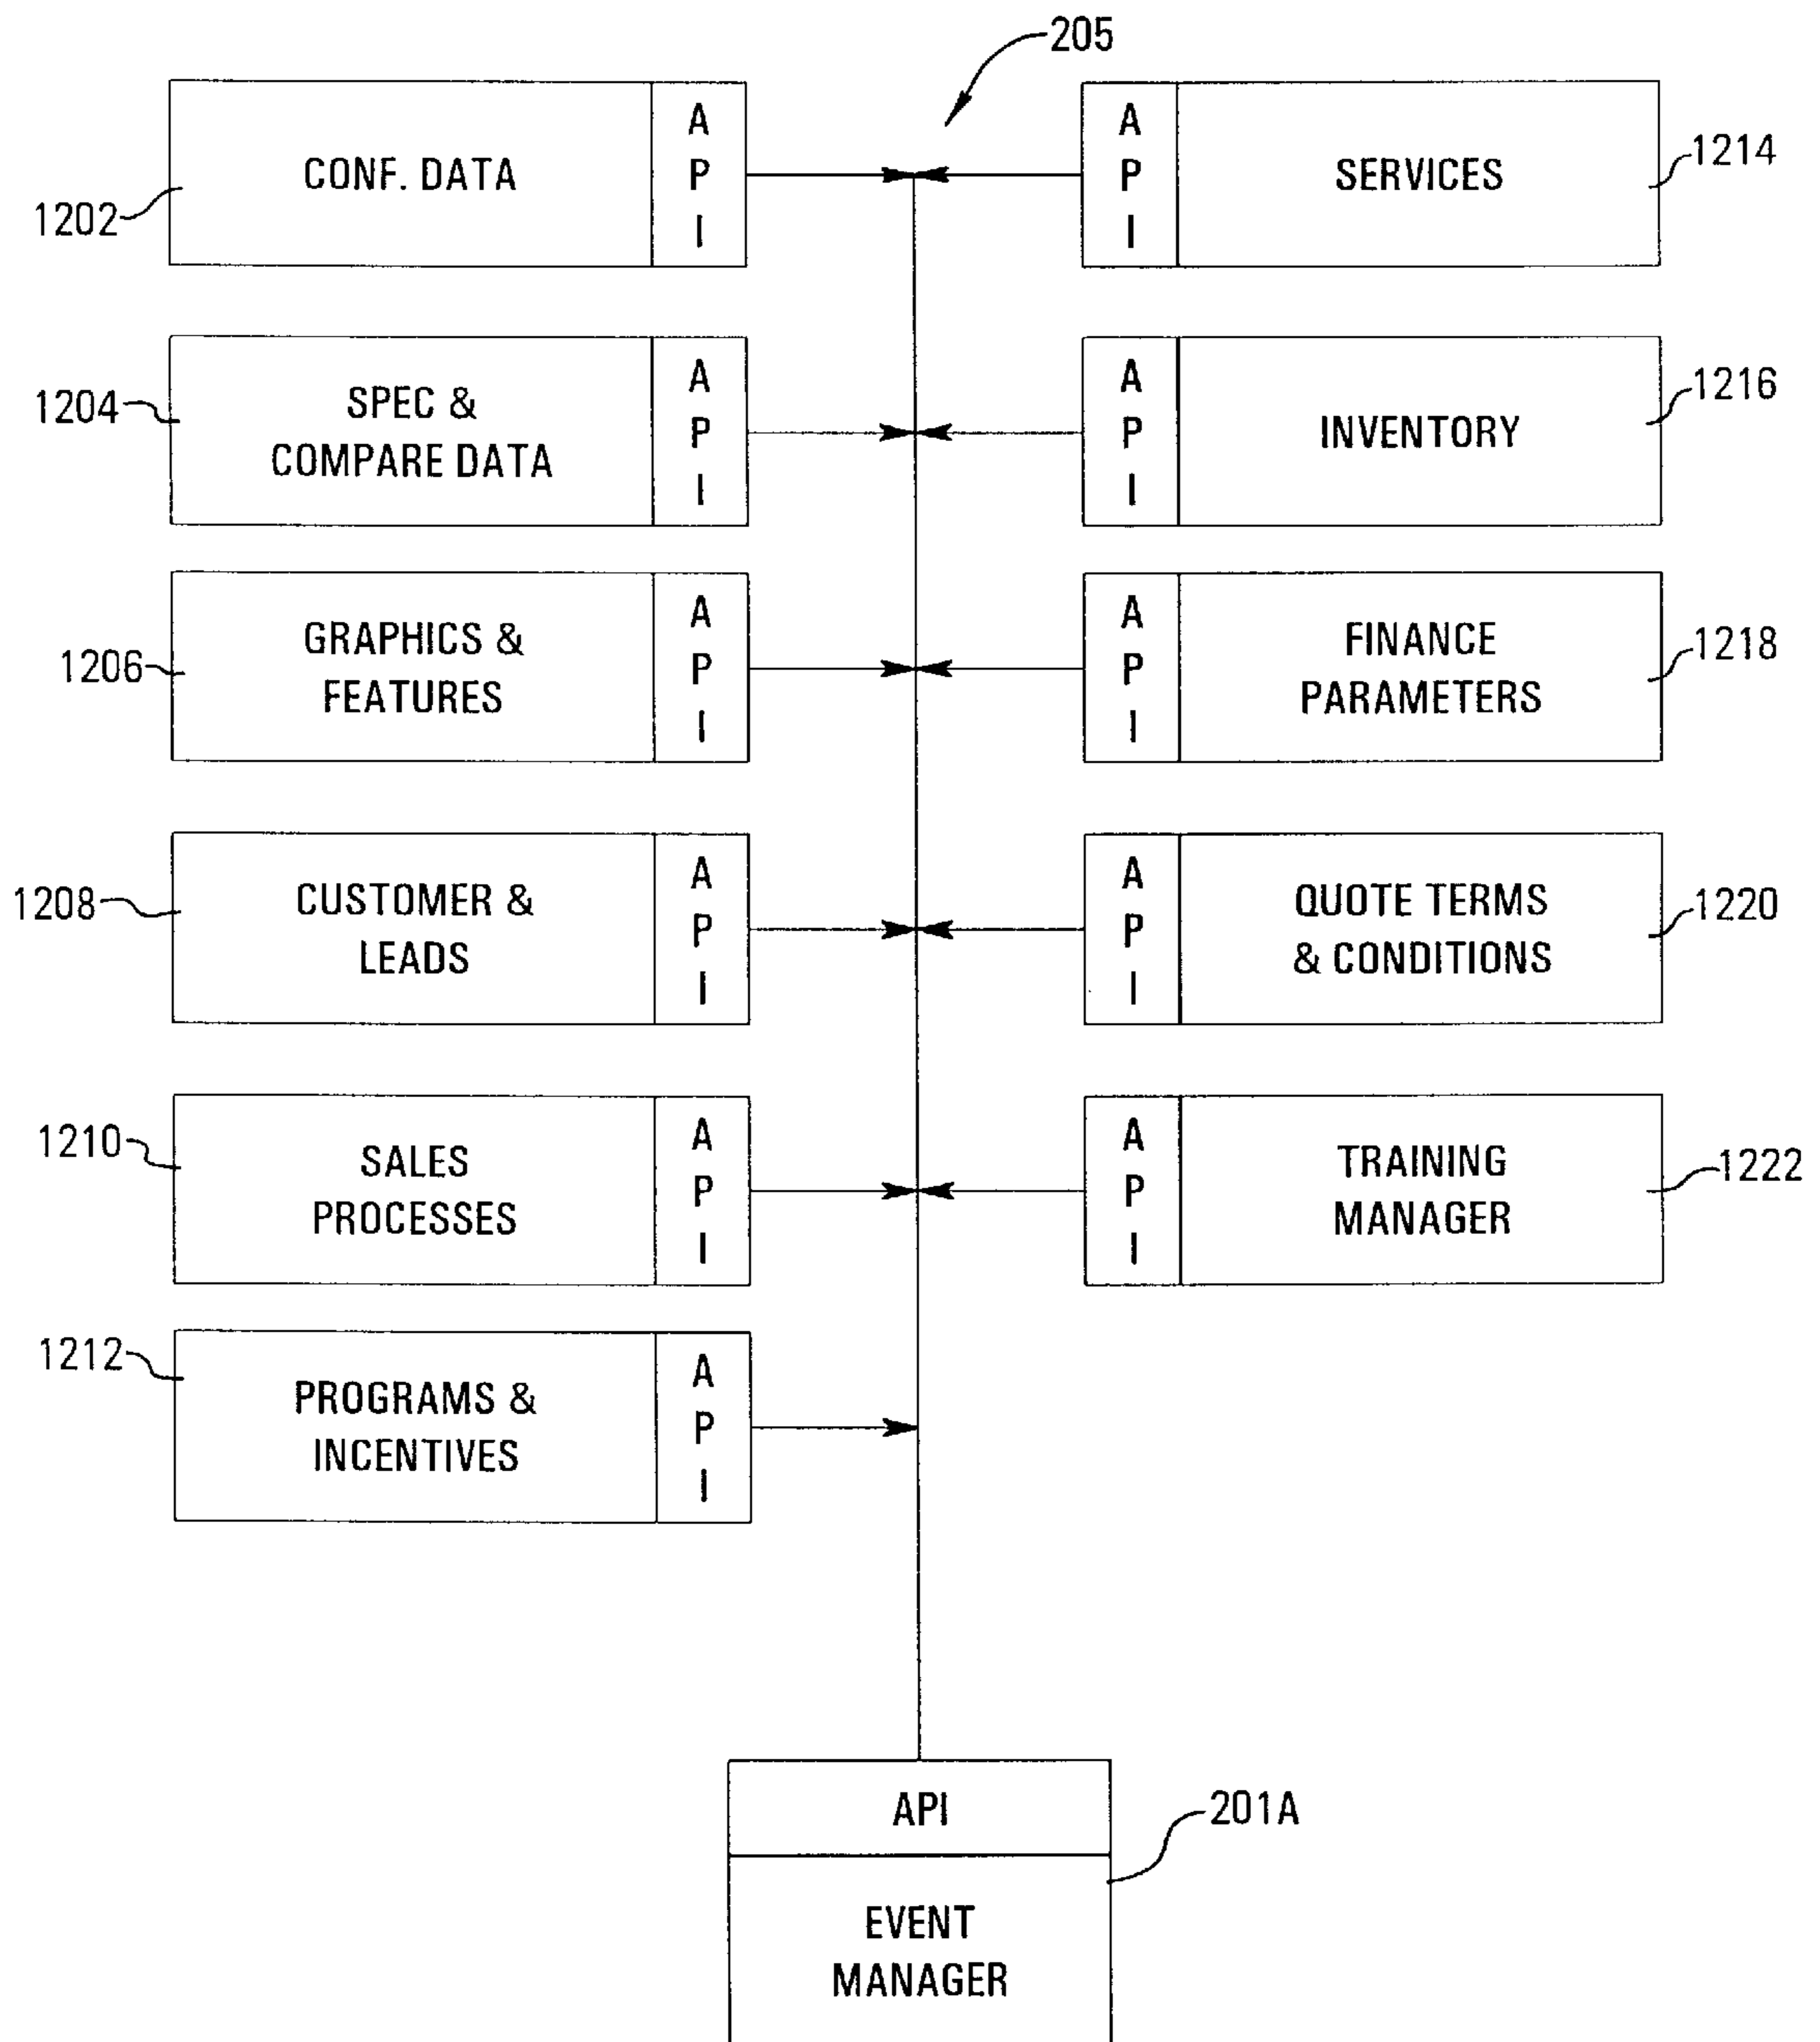 205
CONF. DATA
A
P
I
1202
A
P
I
SERVICES
1214
SPEC &
COMPARE DATA
A
P
I
1204
A
P
I
INVENTORY
1216
GRAPHICS &
FEATURES
A
P
I
1206
A
P
I
FINANCE
PARAMETERS
1218
CUSTOMER &
LEADS
A
P
I
1208
A
P
I
QUOTE TERMS
& CONDITIONS
1220
SALES
PROCESSES
A
P
I
1210
A
P
I
TRAINING
MANAGER
1222
PROGRAMS &
INCENTIVES
A
P
I
1212
API
201A
EVENT
MANAGER